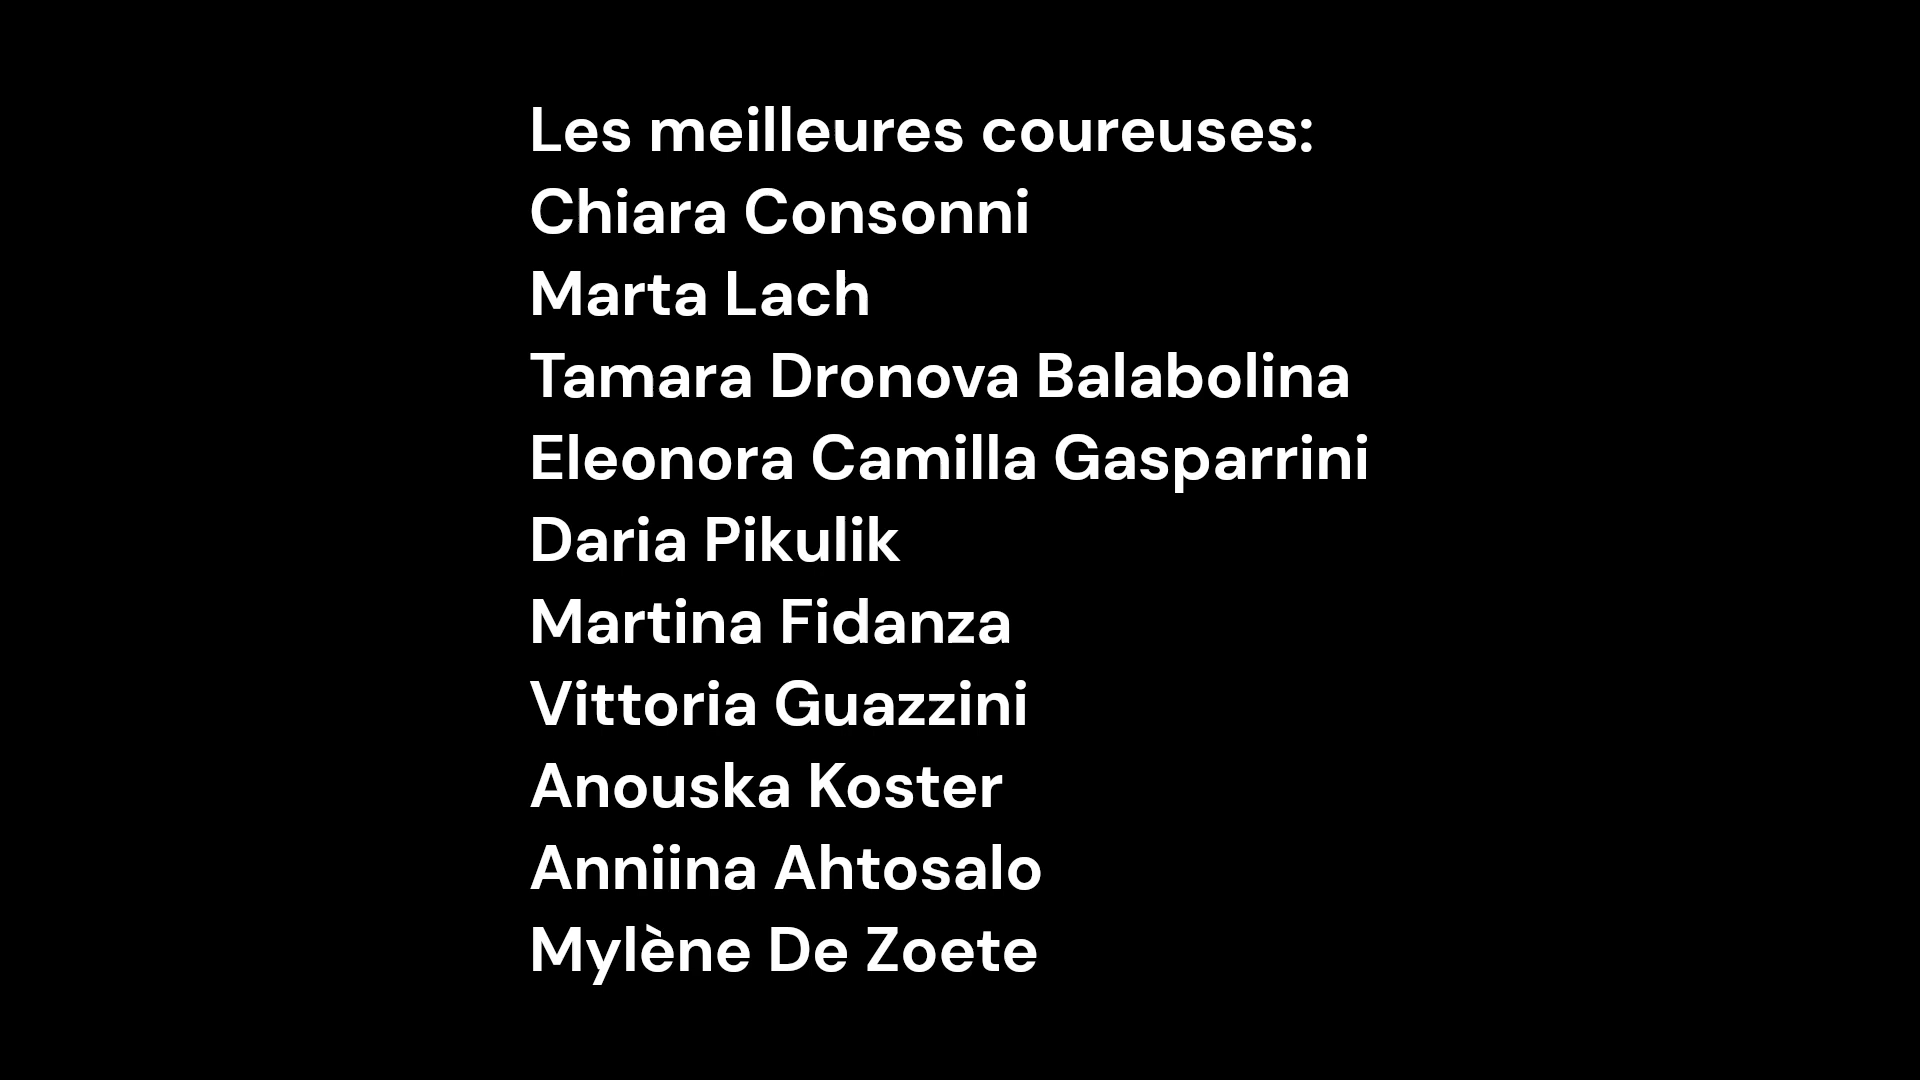 Les meilleures coureuses:
Chiara Consonni
Marta Lach
Tamara Dronova Balabolina
Eleonora Camilla Gasparrini
Daria Pikulik
Martina Fidanza
Vittoria Guazzini
Anouska Koster
Anniina Ahtosalo
Mylène De Zoete